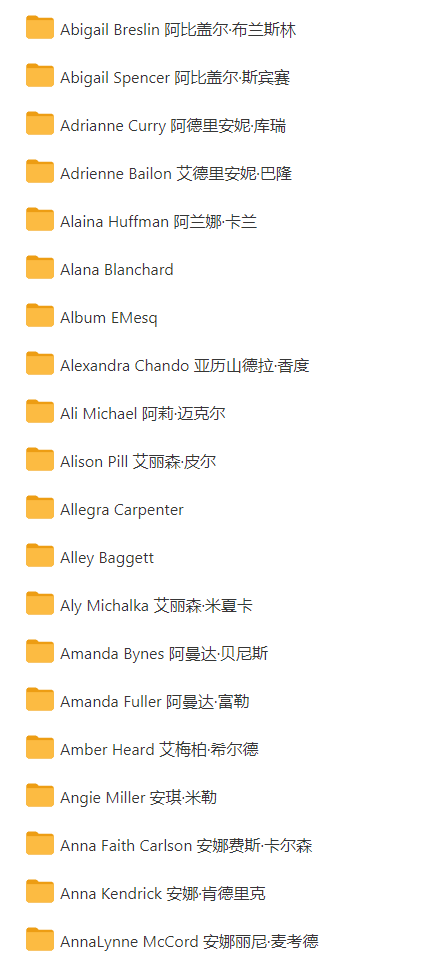 Abigail Breslin 阿比盖尔·布兰斯林
Abigail Spencer 阿比盖尔·斯宾赛
Adrianne Curry 阿德里安妮·库瑞
Adrienne Bailon 艾德里安妮·巴隆
Alaina Huffman 阿兰娜·卡兰
Alana Blanchard
Album EMesq
Alexandra Chando 亚历山德拉·香度
Ali Michael 阿莉·迈克尔
Alison Pill 艾丽森·皮尔
Allegra Carpenter
Alley Baggett
Aly Michalka 艾丽森·米夏卡
Amanda Bynes 阿曼达·贝尼斯
Amanda Fuller 阿曼达·富勒
Amber Heard 艾梅柏·希尔德
Angie Miller 安琪·米勒
Anna Faith Carlson 安娜费斯·卡尔森
Anna Kendrick 安娜·肯德里克
AnnaLynne McCord 安娜丽尼·麦考德